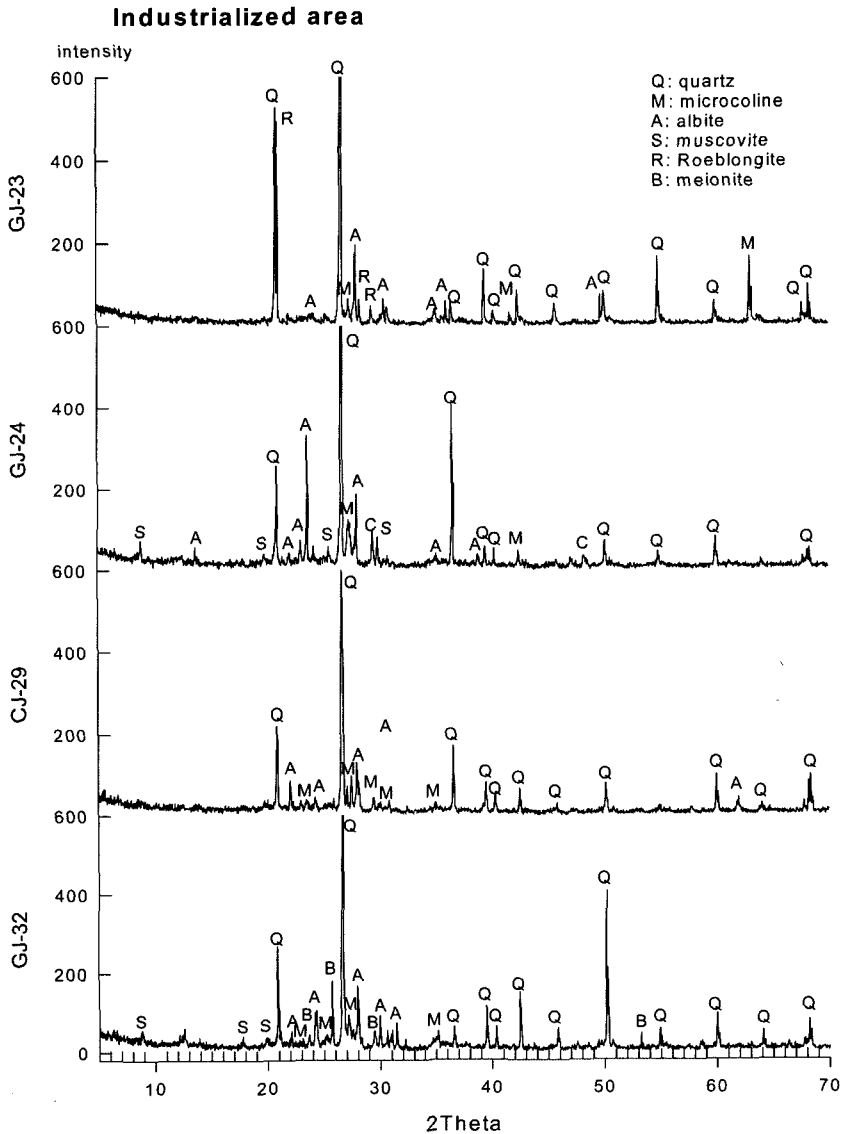 Industrialized area
intensity
Q: quartz
M: microcoline
A: albite
S: muscovite
R: Roeblongite
B: meionite
GJ-23
600
400
200
Q R Q M A R R A A A Q Q Q M Q Q A Q Q Q M Q Q
GJ-24
600
400
200
S A S Q A A A S Q M A C S A Q A Q Q M C Q Q Q Q
CJ-29
600
400
200
Q A M A Q M A M A M M Q Q Q Q Q Q Q A Q Q
GJ-32
600
400
200
0
S S S Q A M B A M B Q M A B A A M Q Q Q Q Q Q B Q Q Q Q
10 20 30 40 50 60 70
2Theta